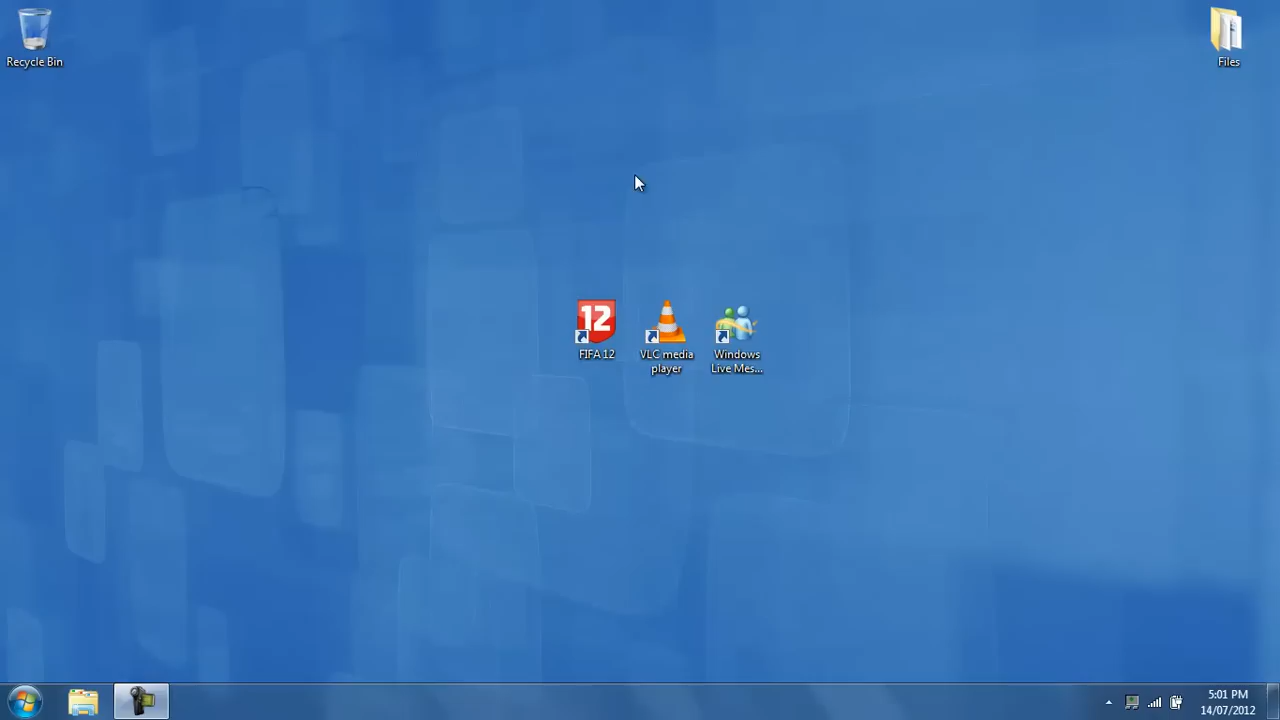 Recycle Bin
Files
12
FIFA 12
VLC media
player
Windows
Live Mes...
5:01 PM
14/07/2012